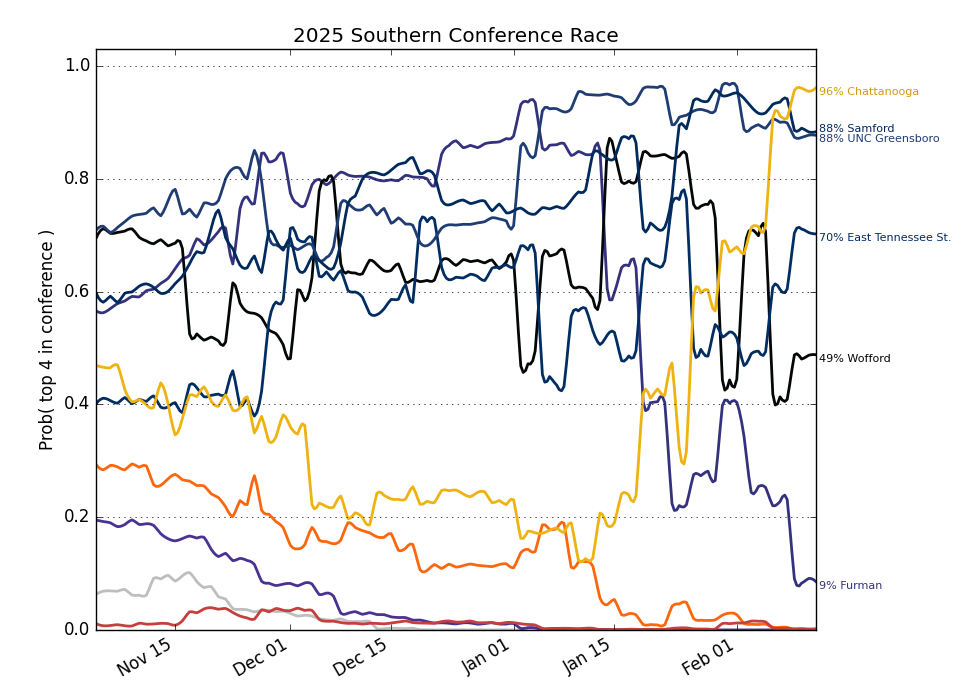 2025 Southern Conference Race
Prob( top 4 in conference )
1.0
0.8
0.6
0.4
0.2
0.0
Nov 15
Dec 01
Dec 15
Jan 01
Jan 15
Feb 01
96% Chattanooga
88% Samford
88% UNC Greensboro
70% East Tennessee St.
49% Wofford
9% Furman